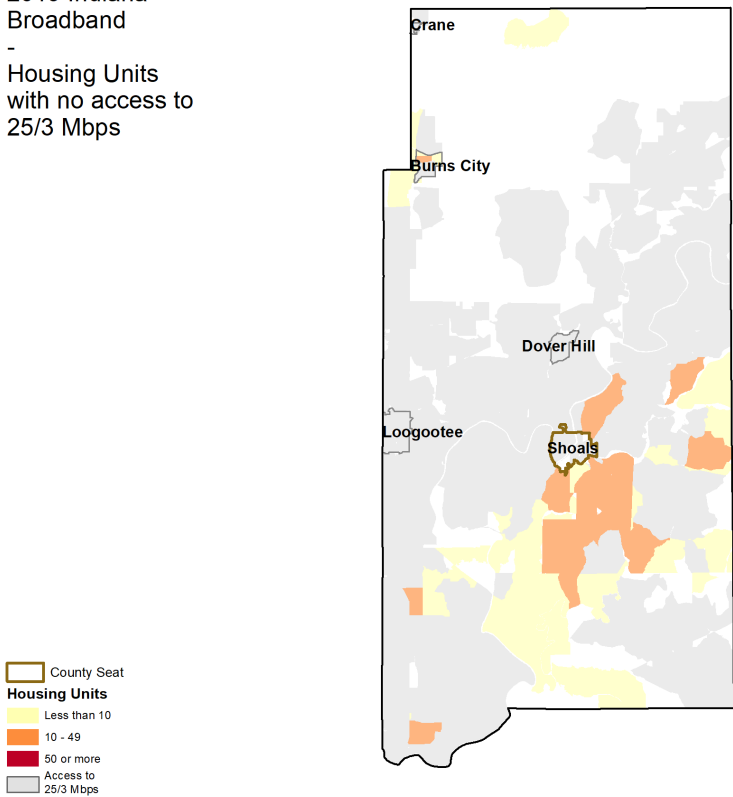 Broadband
-
Housing Units
with no access to
25/3 Mbps
Crane
Burns City
Dover Hill
Loogootee
Shoals
County Seat
Housing Units
Less than 10
10 - 49
50 or more
Access to
25/3 Mbps